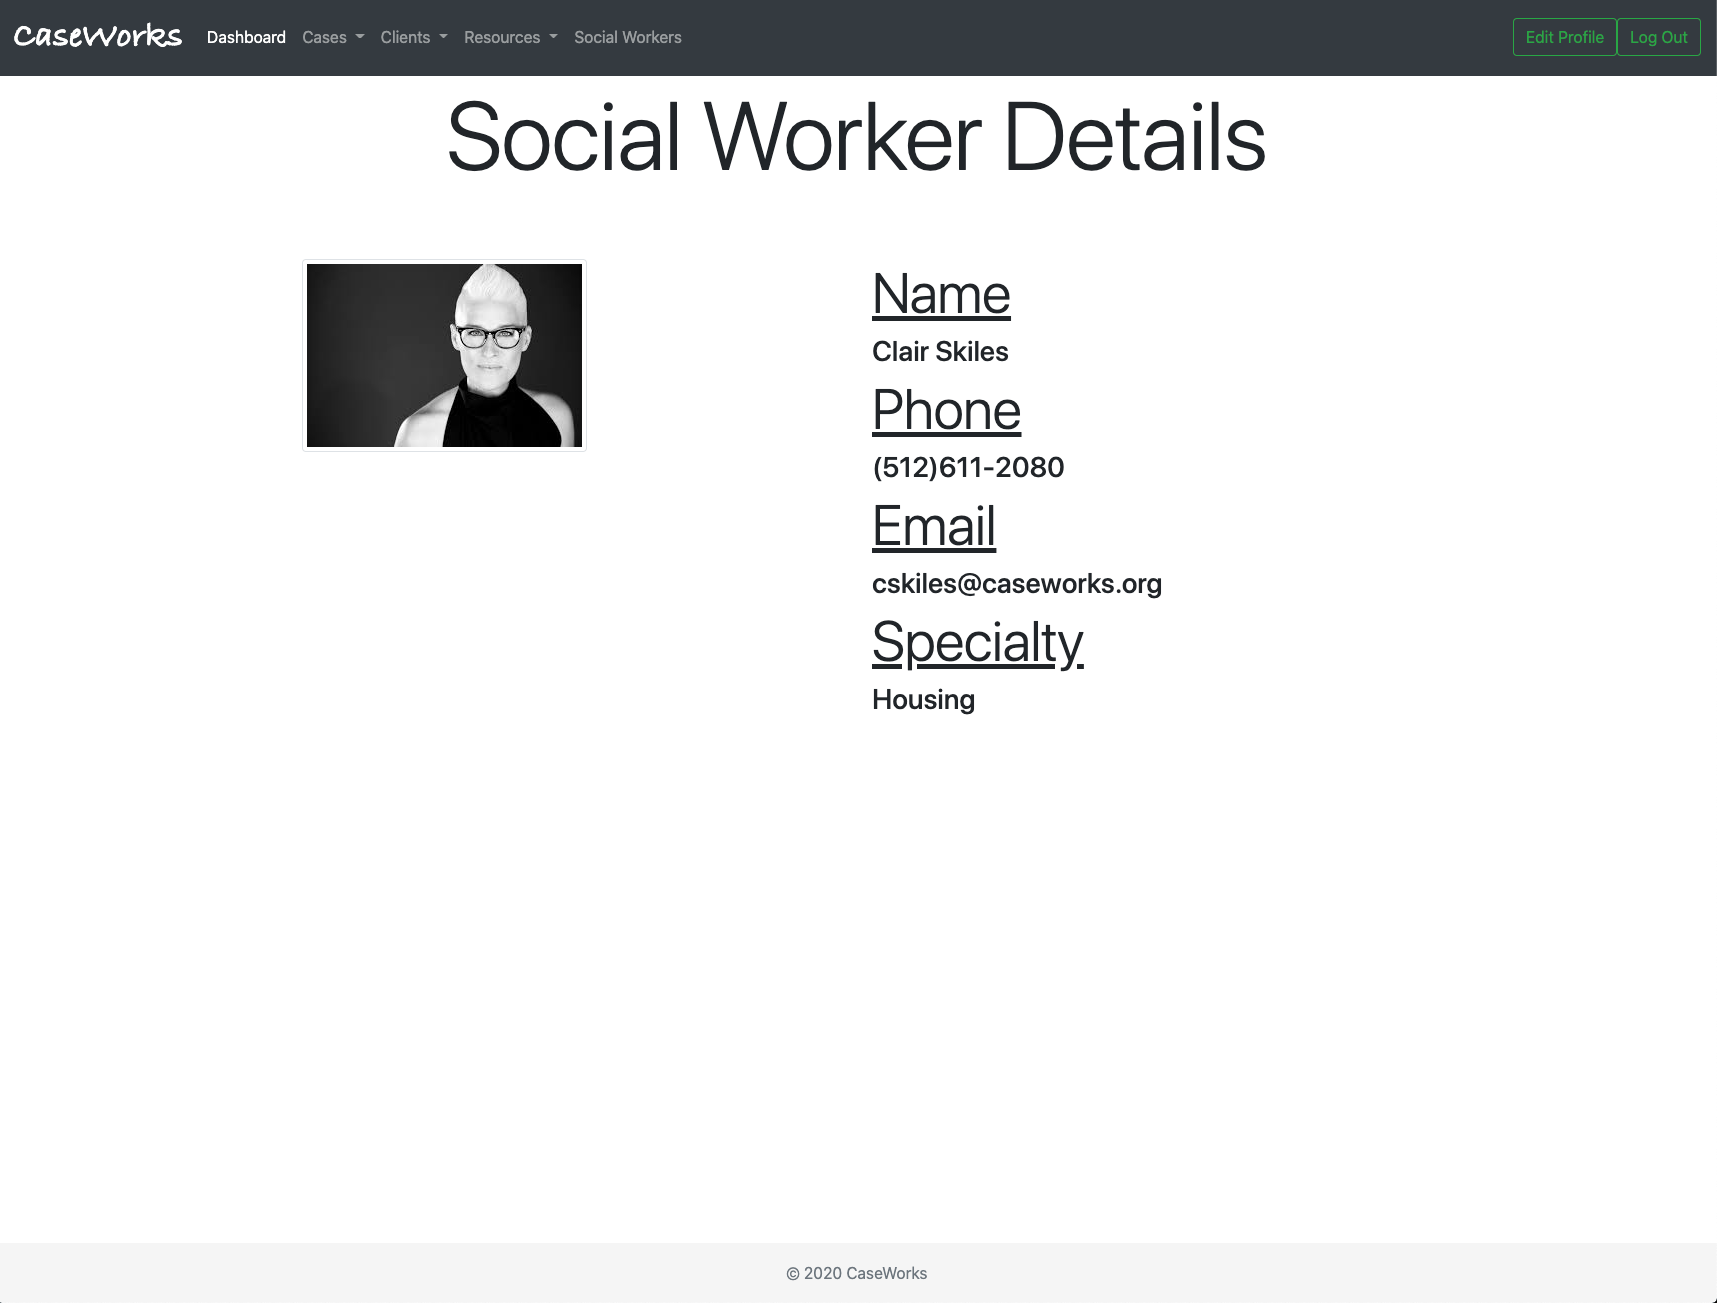 CaseWorks Dashboard Cases Clients Resources Social Workers Edit Profile Log Out
Social Worker Details
Name
Clair Skiles
Phone
(512)611-2080
Email
cskiles@caseworks.org
Specialty
Housing
© 2020 CaseWorks